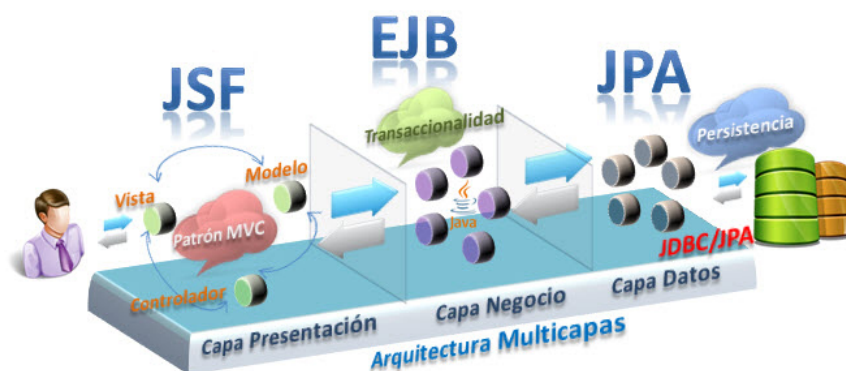 JSF
EJB
JPA
Transaccionalidad
Persistencia
Vista
Modelo
Patrón MVC
Controlador
Java
JDBC/JPA
Capa Presentación
Capa Negocio
Capa Datos
Arquitectura Multicapas